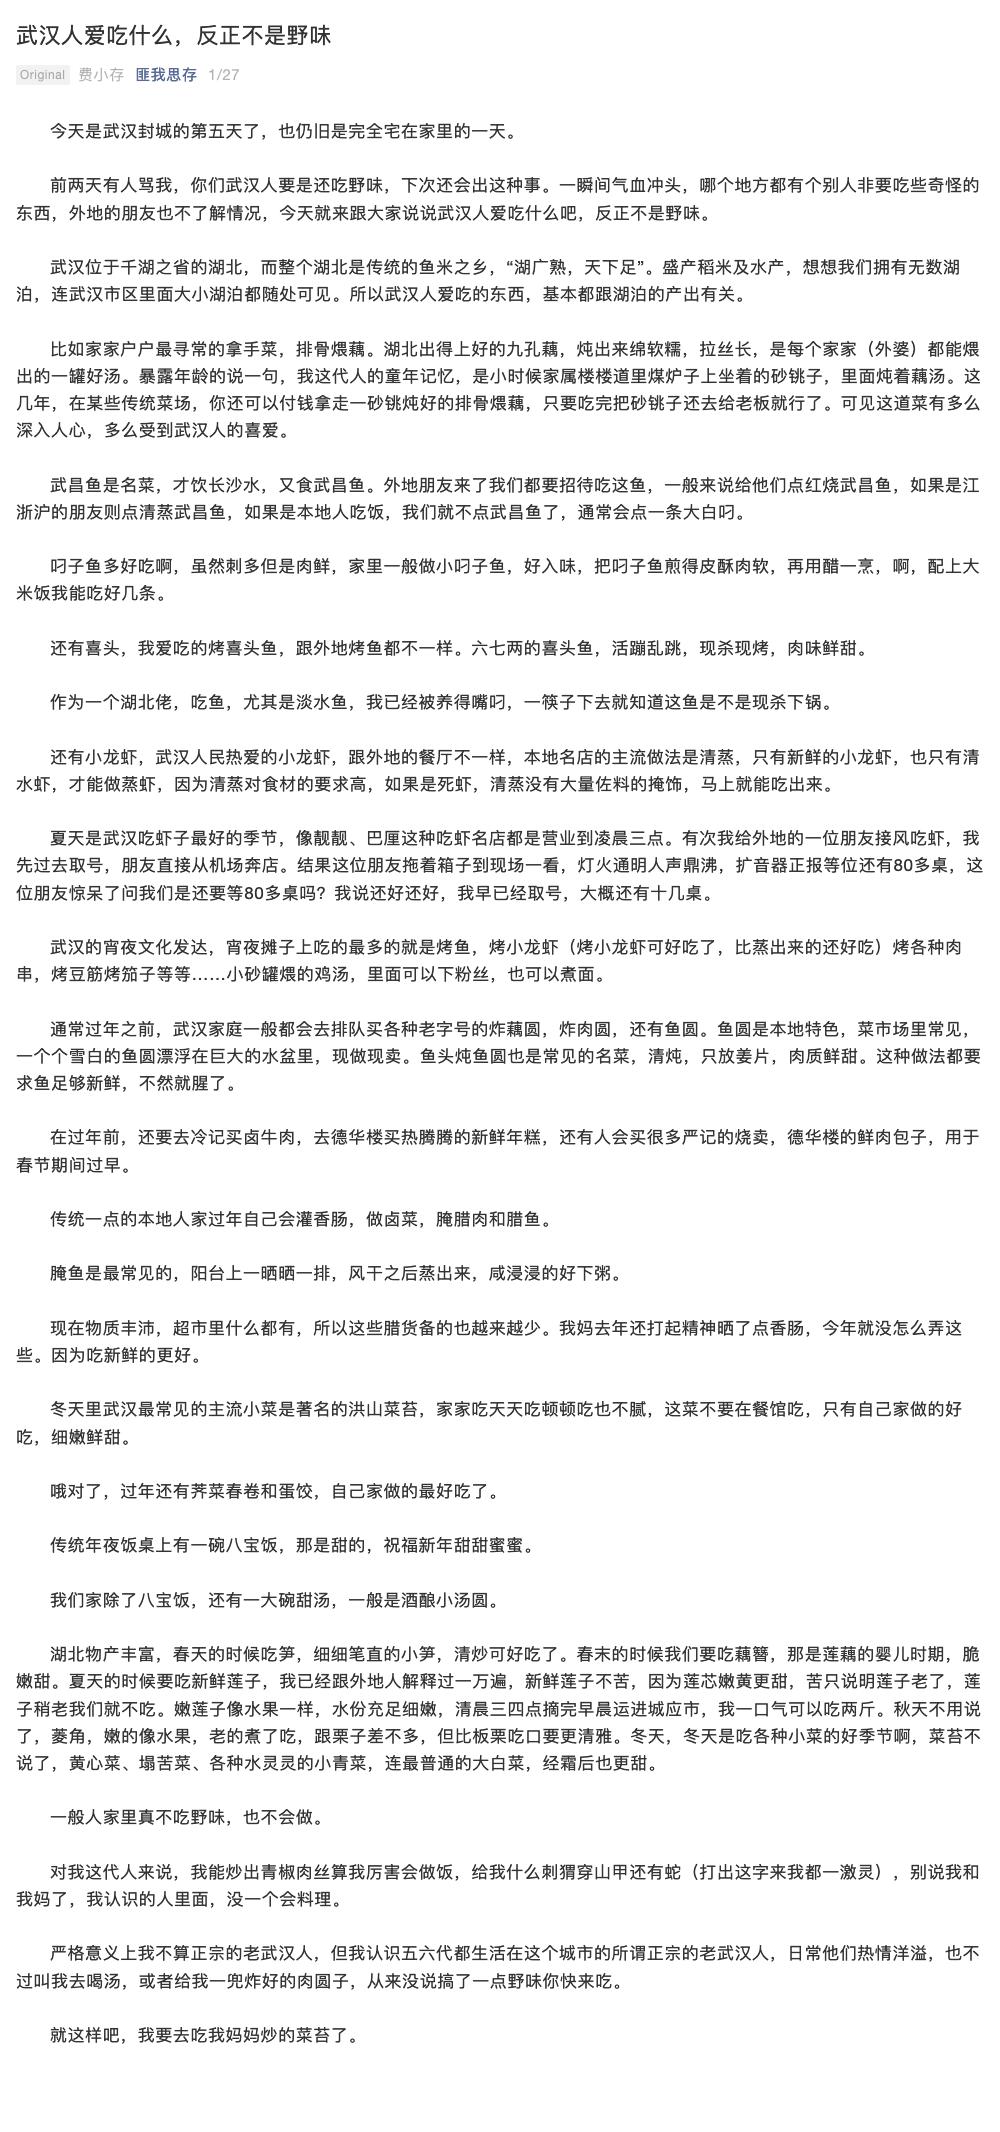 武汉人爱吃什么，反正不是野味
Original 费小存 匪我思存 1/27
今天是武汉封城的第五天了，也仍旧是完全宅在家里的一天。
前两天有人骂我，你们武汉人要是还吃野味，下次还会出这种事。一瞬间气血冲头，哪个地方都有个别人非要吃些奇怪的
东西，外地的朋友也不了解情况，今天就来跟大家说说武汉人爱吃什么吧，反正不是野味。
武汉位于千湖之省的湖北，而整个湖北是传统的鱼米之乡，“湖广熟，天下足”。盛产稻米及水产，想想我们拥有无数湖
泊，连武汉市区里面大小湖泊都随处可见。所以武汉人爱吃的东西，基本都跟湖泊的产出有关。
比如家家户户最寻常的拿手菜，排骨煨藕。湖北出得上好的九孔藕，炖出来绵软糯，拉丝长，是每个家家（外婆）都能煨
出的一罐好汤。暴露年龄的说一句，我这代人的童年记忆，是小时候家属楼楼道里煤炉子上坐着的砂铫子，里面炖着藕汤。这
几年，在某些传统菜场，你还可以付钱拿走一砂铫炖好的排骨煨藕，只要吃完把砂铫子还去给老板就行了。可见这道菜有多么
深入人心，多么受到武汉人的喜爱。
武昌鱼是名菜，才饮长沙水，又食武昌鱼。外地朋友来了我们都要招待吃这鱼，一般来说给他们点红烧武昌鱼，如果是江
浙沪的朋友则点清蒸武昌鱼，如果是本地人吃饭，我们就不点武昌鱼了，通常会点一条大白刁。
叼子鱼多好吃啊，虽然刺多但是肉鲜，家里一般做小叼子鱼，好入味，把叼子鱼煎得皮酥肉软，再用醋一烹，啊，配上大
米饭我能吃好几条。
还有喜头，我爱吃的烤喜头鱼，跟外地烤鱼都不一样。六七两的喜头鱼，活蹦乱跳，现杀现烤，肉味鲜甜。
作为一个湖北佬，吃鱼，尤其是淡水鱼，我已经被养得嘴叼，一筷子下去就知道这鱼是不是现杀下锅。
还有小龙虾，武汉人民热爱的小龙虾，跟外地的餐厅不一样，本地名店的主流做法是清蒸，只有新鲜的小龙虾，也只有清
水虾，才能做蒸虾，因为清蒸对食材的要求高，如果是死虾，清蒸没有大量佐料的掩饰，马上就能吃出来。
夏天是武汉吃虾子最好的季节，像靓靓、巴厘这种吃虾名店都是营业到凌晨三点。有次我给外地的一位朋友接风吃虾，我
先过去取号，朋友直接从机场奔店。结果这位朋友拖着箱子到现场一看，灯火通明人声鼎沸，扩音器正报等位还有80多桌，这
位朋友惊呆了问我们是还要等80多桌吗？我说还好还好，我早已经取号，大概还有十几桌。
武汉的宵夜文化发达，宵夜摊子上吃的最多的就是烤鱼，烤小龙虾（烤小龙虾可好吃了，比蒸出来的还好吃）烤各种肉
串，烤豆筋烤笳子等等……小砂罐煨的鸡汤，里面可以下粉丝，也可以煮面。
通常过年之前，武汉家庭一般都会去排队买各种老字号的炸藕圆，炸肉圆，还有鱼圆。鱼圆是本地特色，菜市场里常见，
一个个雪白的鱼圆漂浮在巨大的水盆里，现做现卖。鱼头炖鱼圆也是常见的名菜，清炖，只放姜片，肉质鲜甜。这种做法都要
求鱼足够新鲜，不然就腥了。
在过年前，还要去冷记买卤牛肉，去德华楼买热腾腾的新鲜年糕，还有人会买很多严记的烧卖，德华楼的鲜肉包子，用于
春节期间过早。
传统一点的本地人家过年自己会灌香肠，做卤菜，腌腊肉和腊鱼。
腌鱼是最常见的，阳台上一晒晒一排，风干之后蒸出来，咸浸浸的好下粥。
现在物质丰沛，超市里什么都有，所以这些腊货备的也越来越少。我妈去年还打起精神晒了点香肠，今年就没怎么弄这
些。因为吃新鲜的更好。
冬天里武汉最常见的主流小菜是著名的洪山菜苔，家家吃天天吃顿顿吃也不腻，这菜不要在餐馆吃，只有自己家做的好
吃，细嫩鲜甜。
哦对了，过年还有荠菜春卷和蛋饺，自己家做的最好吃了。
传统年夜饭桌上有一碗八宝饭，那是甜的，祝福新年甜甜蜜蜜。
我们家除了八宝饭，还有一大碗甜汤，一般是酒酿小汤圆。
湖北物产丰富，春天的时候吃笋，细细笔直的小笋，清炒可好吃了。春末的时候我们要吃藕簪，那是莲藕的婴儿时期，脆
嫩甜。夏天的时候要吃新鲜莲子，我已经跟外地人解释过一万遍，新鲜莲子不苦，因为莲芯嫩黄更甜，苦只说明莲子老了，莲
子稍老我们就不吃。嫩莲子像水果一样，水份充足细嫩，清晨三四点摘完早晨运进城应市，我一口气可以吃两斤。秋天不用说
了，菱角，嫩的像水果，老的煮了吃，跟栗子差不多，但比板栗吃口要更清雅。冬天，冬天是吃各种小菜的好季节啊，菜苔不
说了，黄心菜、塌苦菜、各种水灵灵的小青菜，连最普通的大白菜，经霜后也更甜。
一般人家里真不吃野味，也不会做。
对我这代人来说，我能炒出青椒肉丝算我厉害会做饭，给我什么刺猬穿山甲还有蛇（打出这字来我都一激灵），别说我和
我妈了，我认识的人里面，没一个会料理。
严格意义上我不算正宗的老武汉人，但我认识五六代都生活在这个城市的所谓正宗的老武汉人，日常他们热情洋溢，也不
过叫我去喝汤，或者给我一兜炸好的肉圆子，从来没说搞了一点野味你快来吃。
就这样吧，我要去吃我妈妈炒的菜苔了。